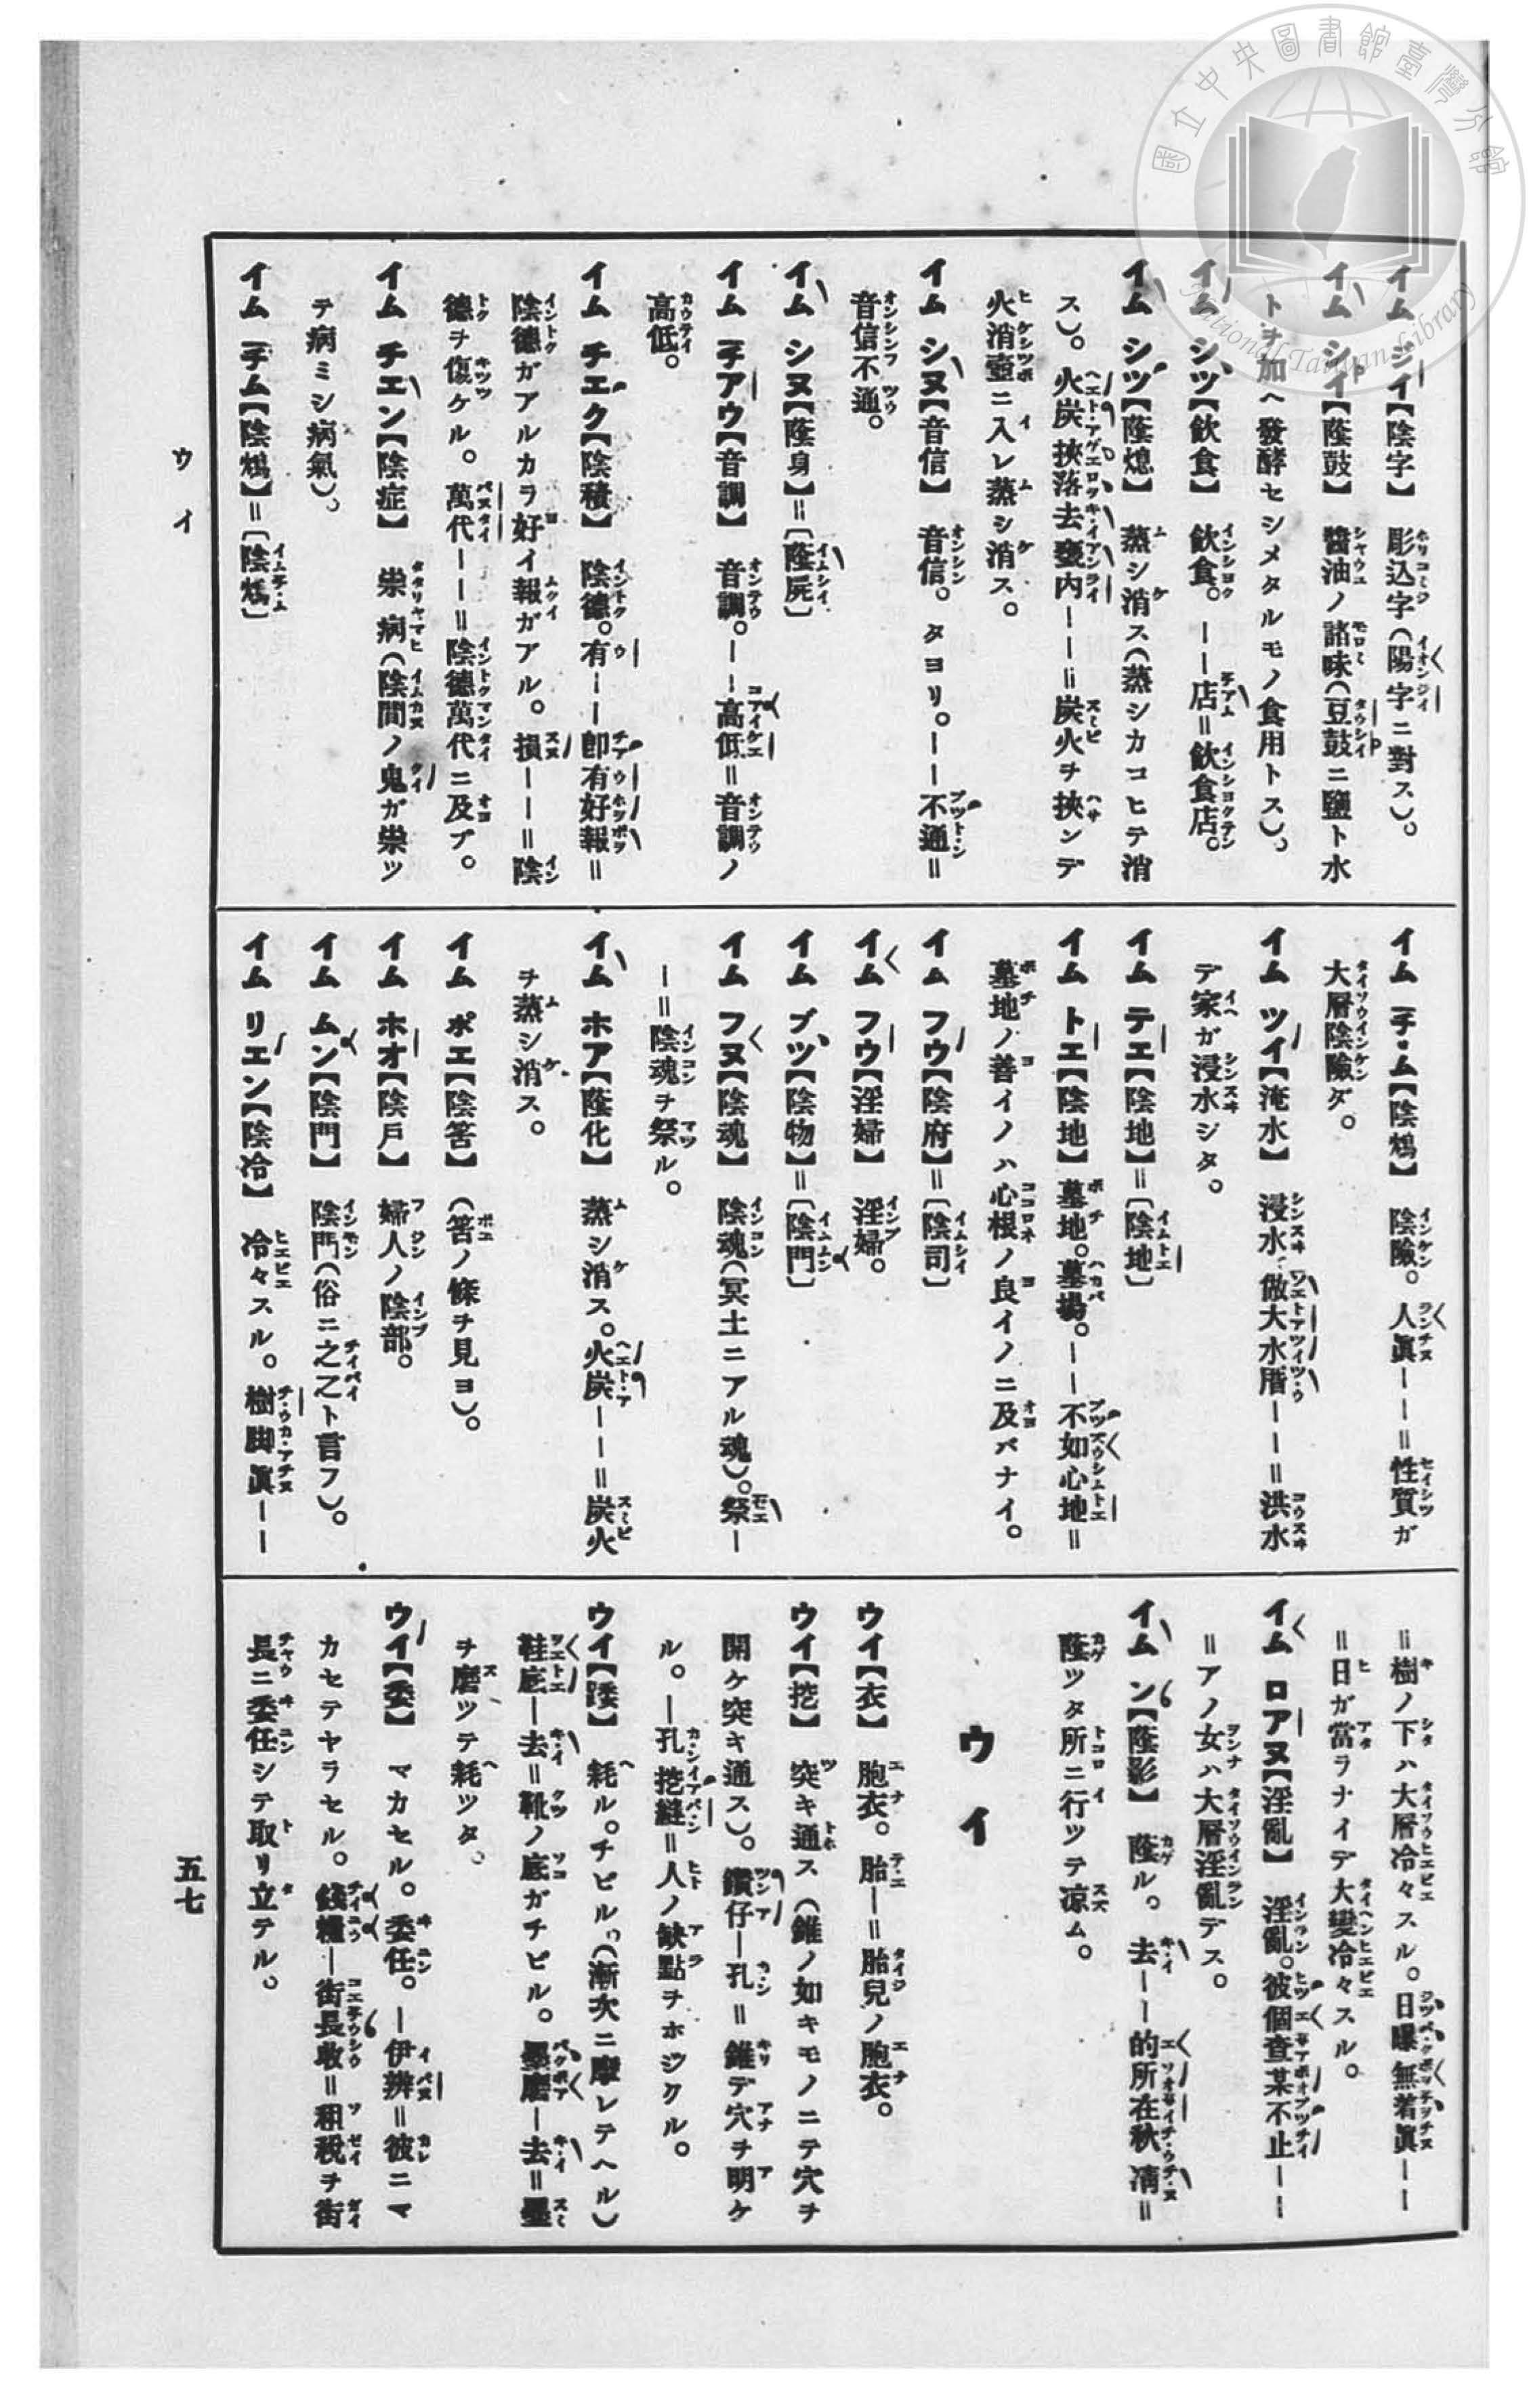 イム ジイ【陰字】 彫込字(陽字ニ對ス)。
イム シイ【蔭鼓】 醬油ノ諸味(豆鼓ニ鹽ト水
トヲ加ヘ發酵セシメタルモノ食用トス)。
イム シツ【飲食】 飲食。――店=飲食店。
イム シツ【蔭熄】 蒸シ消ス(蒸シカコヒテ消
ス)。火炭挾落去甕内――=炭火ヲ挾ンデ
火消壺ニ入レ蒸シ消ス。
イム シヌ【音信】 音信。タヨリ。――不通=
音信不通。
イム シヌ【蔭身】=〔蔭屍〕
イム チアウ【音調】 音調。――高低=音調ノ
高低。
イム チエク【陰積】 陰德。有――卽有好報=
陰德ガアルカラ好イ報ガアル。損――=陰
德ヲ傷ケル。萬代――=陰德萬代ニ及ブ。
イム チエン【陰症】 祟病(陰間ノ鬼ガ祟ツ
テ病ミシ病氣)。
イム チム【陰鴆】=〔陰鴆〕
イム チム【陰鴆】 陰險。人眞――=性質ガ
大層陰險ダ。
イム ツイ【淹水】 浸水。做大水厝――=洪水
デ家ガ浸水シタ。
イム テエ【陰地】=〔陰地〕
イム トエ【陰地】 墓地。墓場。――不如心地=
墓地ノ善イノハ心根ノ良イノニ及バナイ。
イム フウ【陰府】=〔陰司〕
イム フウ【淫婦】 淫婦。
イム ブツ【陰物】=〔陰門〕
イム フヌ【陰魂】 陰魂(冥土ニアル魂)。祭―
―=陰魂ヲ祭ル。
イム ホア【蔭化】 蒸シ消ス。火炭――=炭火
ヲ蒸シ消ス。
イム ポエ【陰筶】 (筶ノ條ヲ見ヨ)。
イム ホオ【陰戶】 婦人ノ陰部。
イム ムン【陰門】 陰門(俗ニ之乙ト言フ)。
イム リエン【陰冷】 冷々スル。樹脚眞――
=樹ノ下ハ大層冷々スル。日曝無着眞――
=日ガ當ラナイデ大變冷々スル。
イム ロアヌ【淫亂】 淫亂。彼個查某不止――
=アノ女ハ大層淫亂デス。
イム ン【蔭影】 蔭ル。去――的所在秋凊=
蔭ツタ所ニ行ツテ凉ム。
ウイ
ウイ【衣】 胞衣。胎―=胎兒ノ胞衣。
ウイ【挖】 突キ通ス(錐ノ如キモノニテ穴ヲ
開ケ突キ通ス)。鑽仔―孔=錐デ穴ヲ明ケ
ル。―孔挖縫=人ノ缺點ヲホジクル。
ウイ【踒】 耗ル。チビル。(漸次ニ摩レテヘル)
鞋底―去=靴ノ底ガチビル。墨磨―去=墨
ヲ磨ツテ耗ツタ。
ウイ【委】 マカセル。委任。―伊辨=彼ニマ
カセテヤラセル。錢糧―街長收=租稅ヲ街
長ニ委任シテ取リ立テル。
ウイ
五七
國立中央圖書館臺灣分館
National Taiwan Library